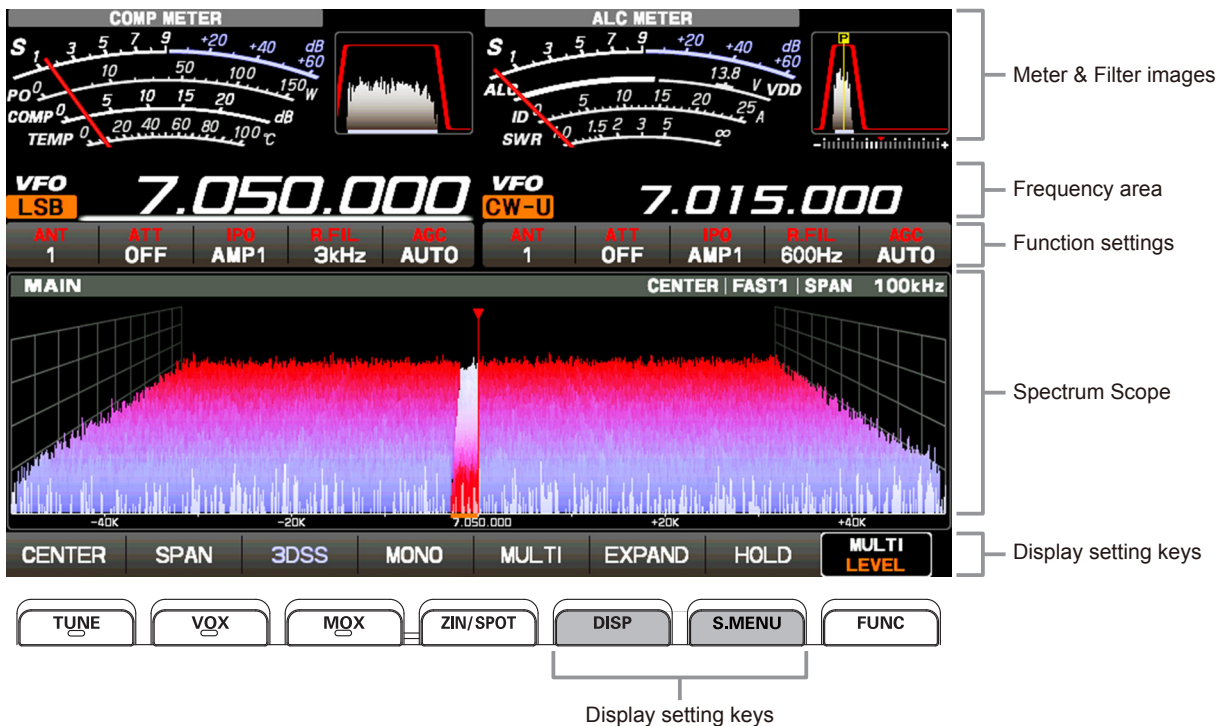 COMP METER
ALC METER
S 1 3 5 7 9 +20 +40 dB +60
PO 0 10 50 100 150 W
COMP 0 5 10 15 20 dB
TEMP 0 20 40 60 80 100 °C
S 1 3 5 7 9 +20 +40 dB +60
ALC 13.8 V VDD
ID 0 5 10 15 20 25 A
SWR 1.0 1.5 2 3 5 ∞
P
- +
Meter & Filter images
VFO
LSB
7.050.000
VFO
CW-U
7.015.000
Frequency area
ANT ATT IPO R.FIL AGC ANT ATT IPO R.FIL AGC
1 OFF AMP1 3kHz AUTO 1 OFF AMP1 600Hz AUTO
Function settings
MAIN CENTER | FAST1 | SPAN 100kHz
Spectrum Scope
-40K -20K 7.050.000 +20K +40K
CENTER SPAN 3DSS MONO MULTI EXPAND HOLD MULTI
LEVEL
Display setting keys
TUNE VOX MOX ZIN/SPOT DISP S.MENU FUNC
Display setting keys